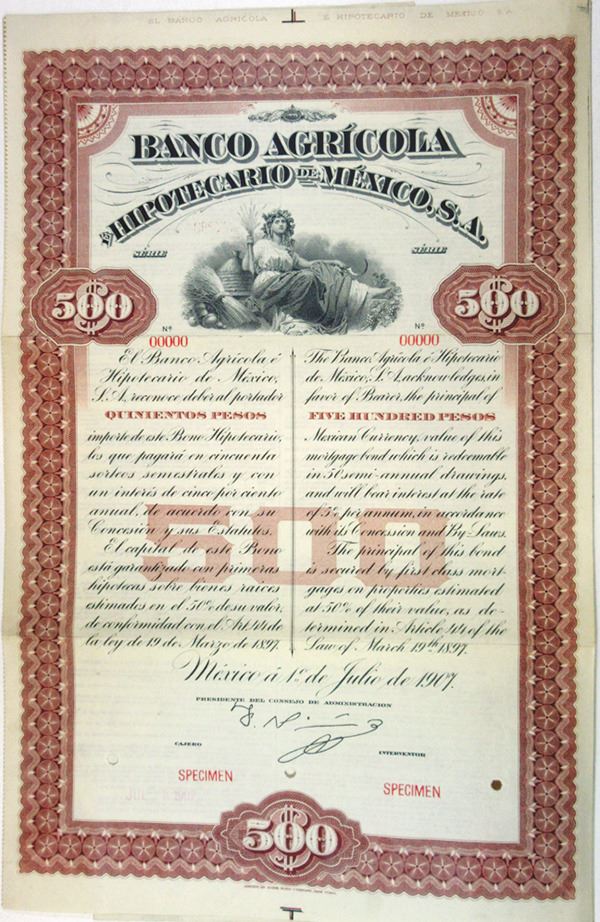 EL BANCO AGRICOLA É HIPOTECARIO DE MEXICO S.A.
BANCO AGRÍCOLA
É HIPOTECARIO DE MÉXICO, S.A.
SÉRIE
SÉRIE
500
500
Nº
00000
Nº
00000
El Banco Agrícola é
Hipotecario de México,
S.A., reconoce deber al portador
QUINIENTOS PESOS
importe de este Bono Hipotecario,
los que pagará en cincuenta
sorteos semestrales y con
un interés de cinco por ciento
anual, de acuerdo con su
Concesión y sus Estatutos.
El capital de este Bono
está garantizado con primeras
hipotecas sobre bienes raíces
estimados en el 50% de su valor,
de conformidad con el Art. 44 de
la ley de 19 de Marzo de 1897.
The Banco Agrícola é Hipotecario
de México, S.A., acknowledges, in
favor of Bearer, the principal of
FIVE HUNDRED PESOS
Mexican Currency, value of this
mortgage bond which is redeemable
in 50 semi-annual drawings,
and will bear interest at the rate
of 5% per annum, in accordance
with its Concession and By-Laws.
The principal of this bond
is secured by first class mort-
gages on properties estimated
at 50% of their value, as de-
termined in Article 44 of the
Law of March 19th 1897.
500
México á 1º de Julio de 1907.
PRESIDENTE DEL CONSEJO DE ADMINISTRACION
CAJERO
INTERVENTOR
SPECIMEN
SPECIMEN
500